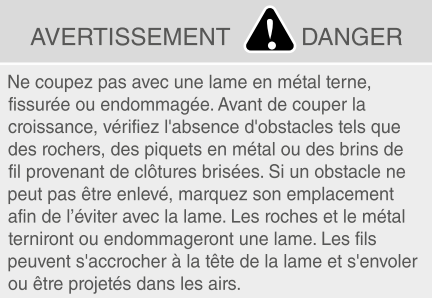 AVERTISSEMENT DANGER
Ne coupez pas avec une lame en métal terne,
fissurée ou endommagée. Avant de couper la
croissance, vérifiez l'absence d'obstacles tels que
des rochers, des piquets en métal ou des brins de
fil provenant de clôtures brisées. Si un obstacle ne
peut pas être enlevé, marquez son emplacement
afin de l’éviter avec la lame. Les roches et le métal
terniront ou endommageront une lame. Les fils
peuvent s'accrocher à la tête de la lame et s'envoler
ou être projetés dans les airs.